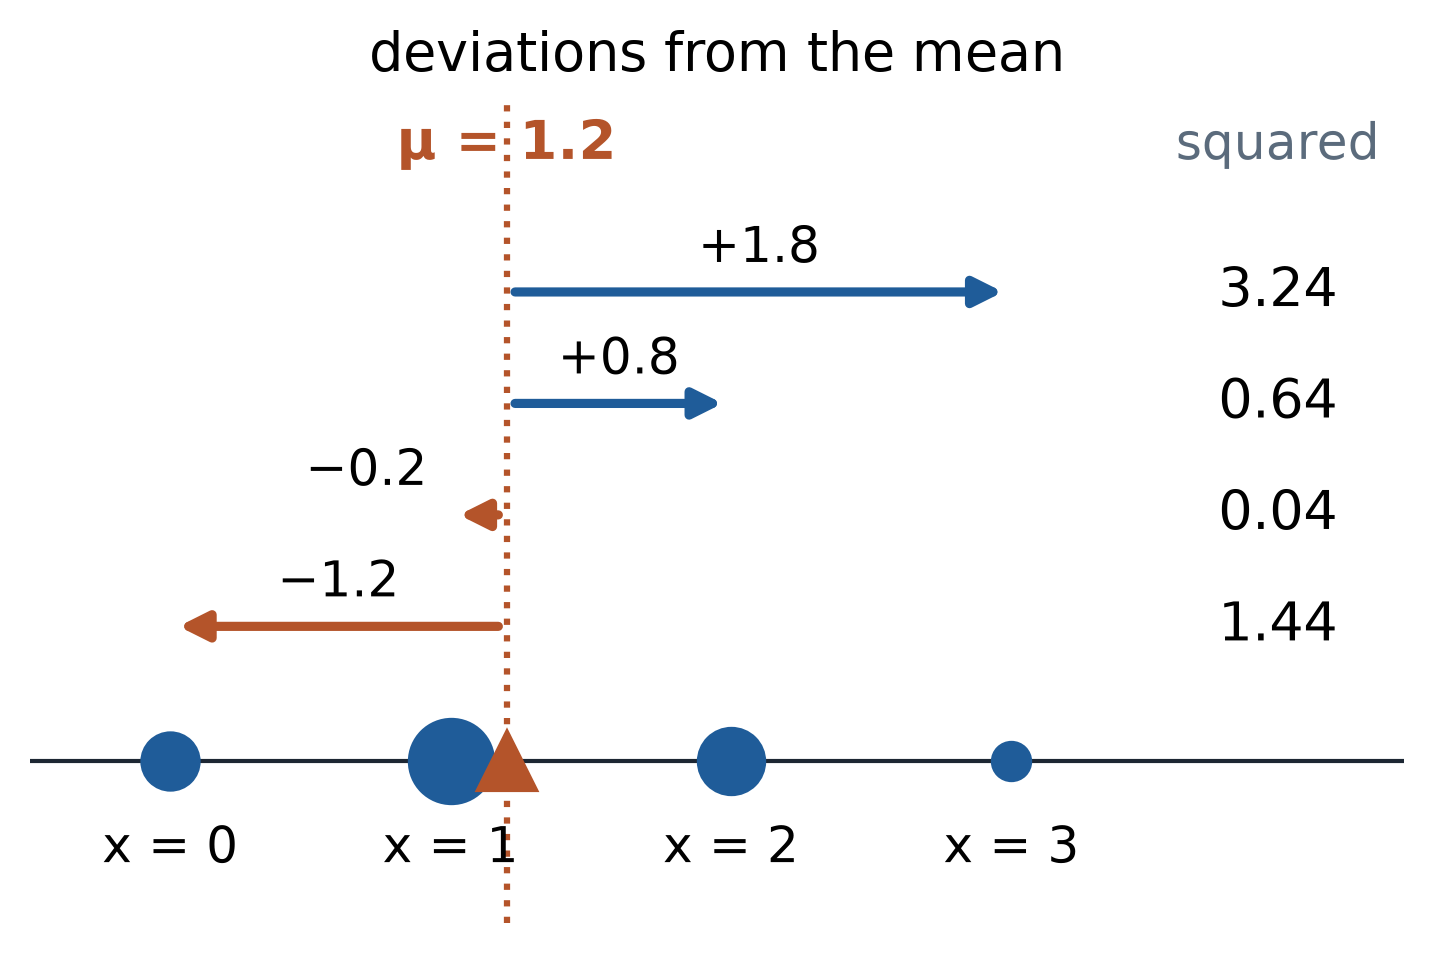 deviations from the mean
μ = 1.2
squared
+1.8
3.24
+0.8
0.64
−0.2
0.04
−1.2
1.44
x = 0
x = 1
x = 2
x = 3